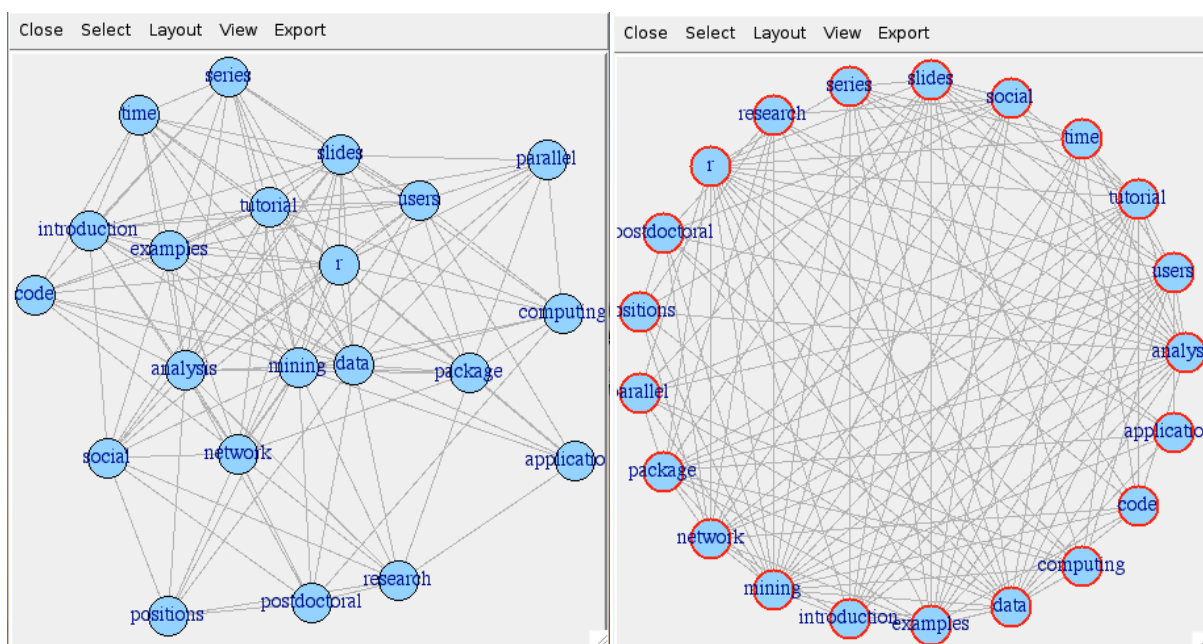 Close Select Layout View Export
series
time
slides
parallel
users
tutorial
introduction
examples
r
code
computing
analysis
mining
data
package
social
network
applicatio
research
postdoctoral
positions
Close Select Layout View Export
slides
series
social
research
time
r
tutorial
postdoctoral
users
ositions
analys
parallel
applicatio
package
code
network
computing
mining
data
introduction
examples